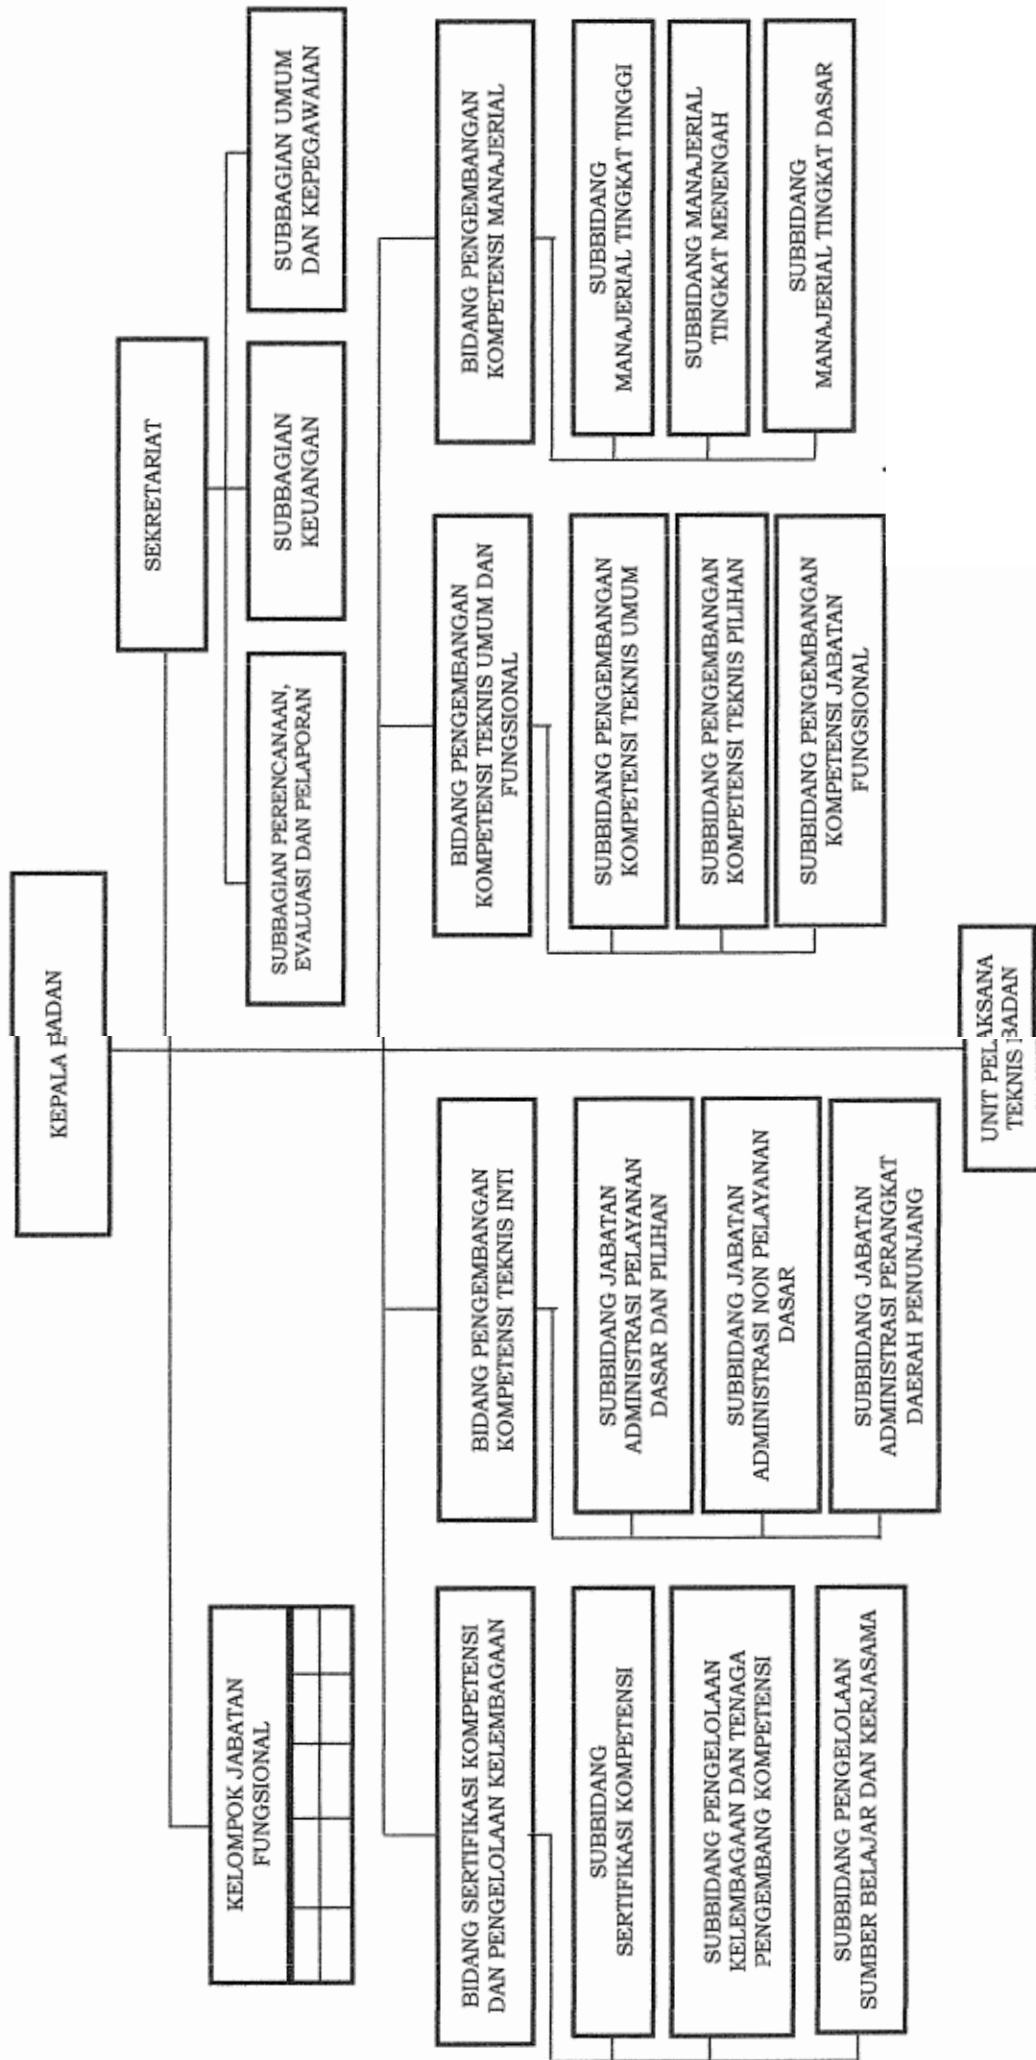 KEPALA BADAN
KELOMPOK JABATAN
FUNGSIONAL
SEKRETARIAT
SUBBAGIAN PERENCANAAN,
EVALUASI DAN PELAPORAN
SUBBAGIAN
KEUANGAN
SUBBAGIAN UMUM
DAN KEPEGAWAIAN
BIDANG SERTIFIKASI KOMPETENSI
DAN PENGELOLAAN KELEMBAGAAN
SUBBIDANG
SERTIFIKASI KOMPETENSI
SUBBIDANG PENGELOLAAN
KELEMBAGAAN DAN TENAGA
PENGEMBANG KOMPETENSI
SUBBIDANG PENGELOLAAN
SUMBER BELAJAR DAN KERJASAMA
BIDANG PENGEMBANGAN
KOMPETENSI TEKNIS INTI
SUBBIDANG JABATAN
ADMINISTRASI PELAYANAN
DASAR DAN PILIHAN
SUBBIDANG JABATAN
ADMINISTRASI NON PELAYANAN
DASAR
SUBBIDANG JABATAN
ADMINISTRASI PERANGKAT
DAERAH PENUNJANG
BIDANG PENGEMBANGAN
KOMPETENSI TEKNIS UMUM DAN
FUNGSIONAL
SUBBIDANG PENGEMBANGAN
KOMPETENSI TEKNIS UMUM
SUBBIDANG PENGEMBANGAN
KOMPETENSI TEKNIS PILIHAN
SUBBIDANG PENGEMBANGAN
KOMPETENSI JABATAN
FUNGSIONAL
BIDANG PENGEMBANGAN
KOMPETENSI MANAJERIAL
SUBBIDANG
MANAJERIAL TINGKAT TINGGI
SUBBIDANG MANAJERIAL
TINGKAT MENENGAH
SUBBIDANG
MANAJERIAL TINGKAT DASAR
UNIT PELAKSANA
TEKNIS BADAN